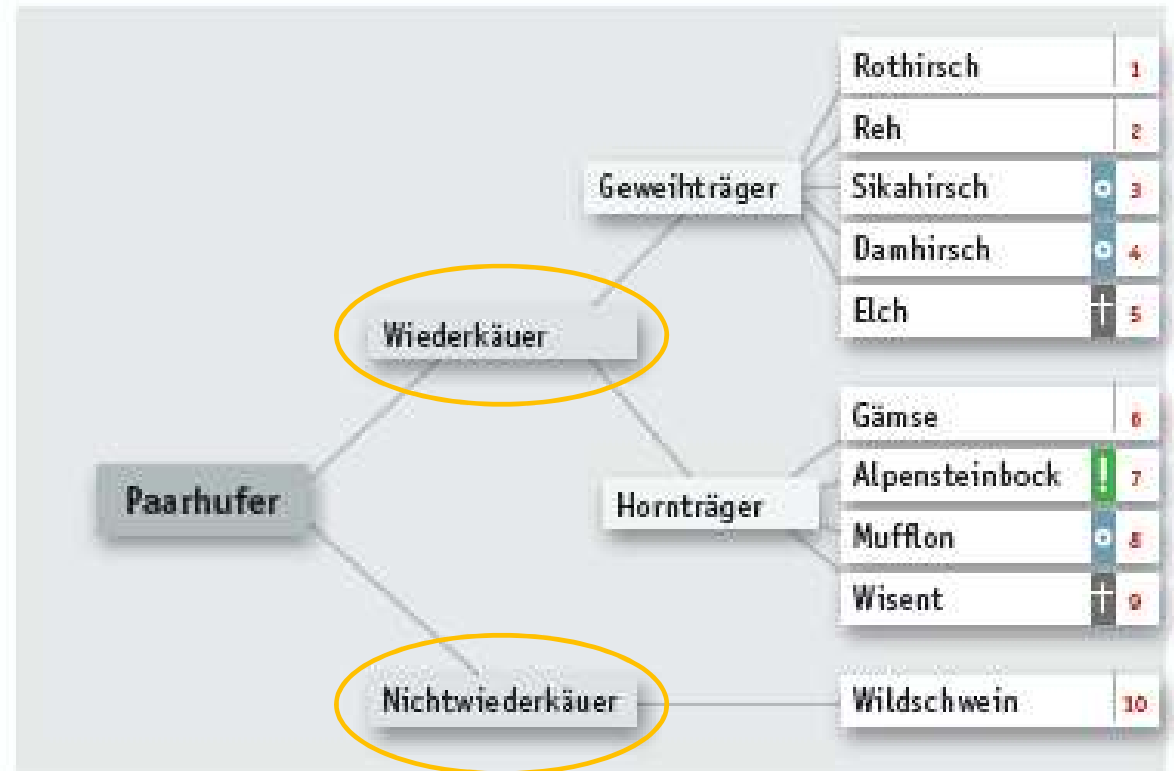 Rothirsch 1
Reh 2
Geweihträger
Sikahirsch 3
Damhirsch 4
Elch 5
Wiederkäuer
Gämse 6
Alpensteinbock ! 7
Paarhufer
Hornträger
Mufflon 8
Wisent 9
Nichtwiederkäuer
Wildschwein 10